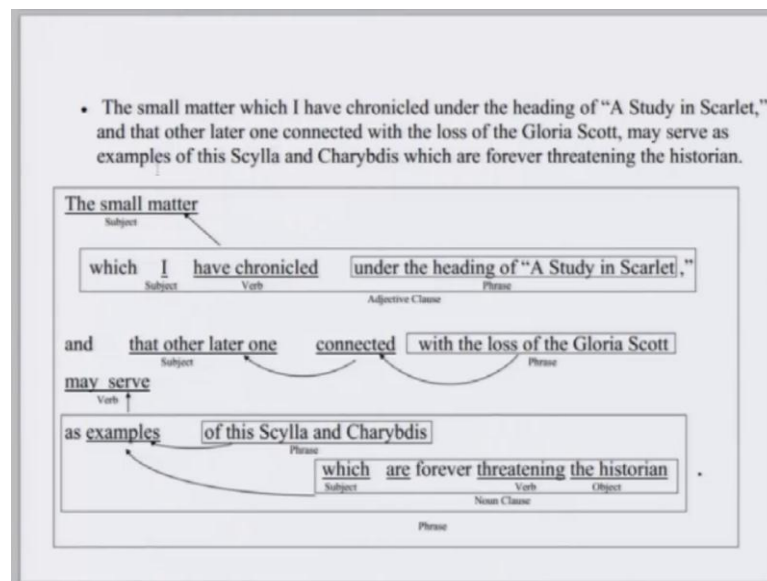 • The small matter which I have chronicled under the heading of “A Study in Scarlet,”
and that other later one connected with the loss of the Gloria Scott, may serve as
examples of this Scylla and Charybdis which are forever threatening the historian.
The small matter
Subject
which I have chronicled under the heading of “A Study in Scarlet,”
Subject Verb Phrase
Adjective Clause
and that other later one connected with the loss of the Gloria Scott
Subject Phrase
may serve
Verb
as examples of this Scylla and Charybdis
Phrase
which are forever threatening the historian .
Subject Verb Object
Noun Clause
Phrase